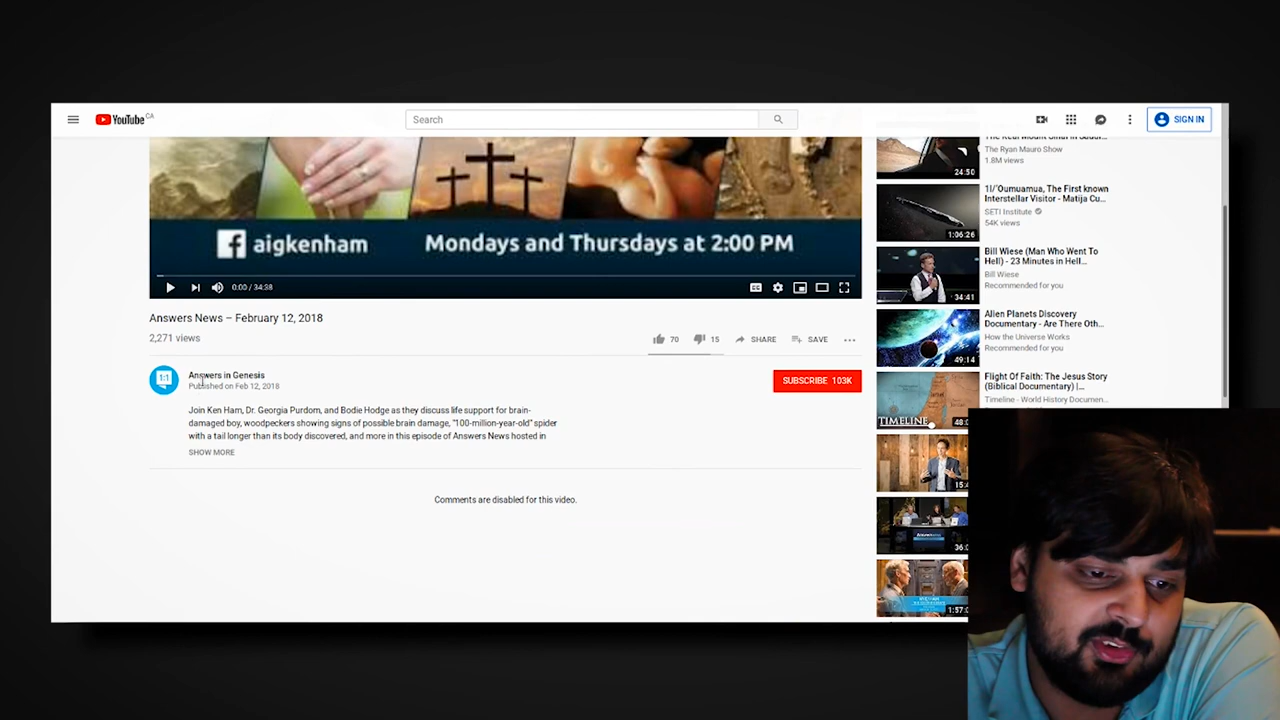 YouTube CA
Search
SIGN IN
aigkenham
Mondays and Thursdays at 2:00 PM
0:00 / 34:38
Answers News – February 12, 2018
2,271 views
70
15
SHARE
SAVE
Answers in Genesis
Published on Feb 12, 2018
SUBSCRIBE 103K
Join Ken Ham, Dr. Georgia Purdom, and Bodie Hodge as they discuss life support for brain-
damaged boy, woodpeckers showing signs of possible brain damage, "100-million-year-old" spider
with a tail longer than its body discovered, and more in this episode of Answers News hosted in
SHOW MORE
Comments are disabled for this video.
The Real Mount Sinai in Saudi...
The Ryan Mauro Show
1.8M views
24:50
1I/'Oumuamua, The First known
Interstellar Visitor - Matija Cu...
SETI Institute
54K views
1:06:26
Bill Wiese (Man Who Went To
Hell) - 23 Minutes in Hell...
Bill Wiese
Recommended for you
34:41
Alien Planets Discovery
Documentary - Are There Oth...
How the Universe Works
Recommended for you
49:14
Flight Of Faith: The Jesus Story
(Biblical Documentary) |...
Timeline - World History Documen...
TIMELINE
48:
15:
36:
1:57: